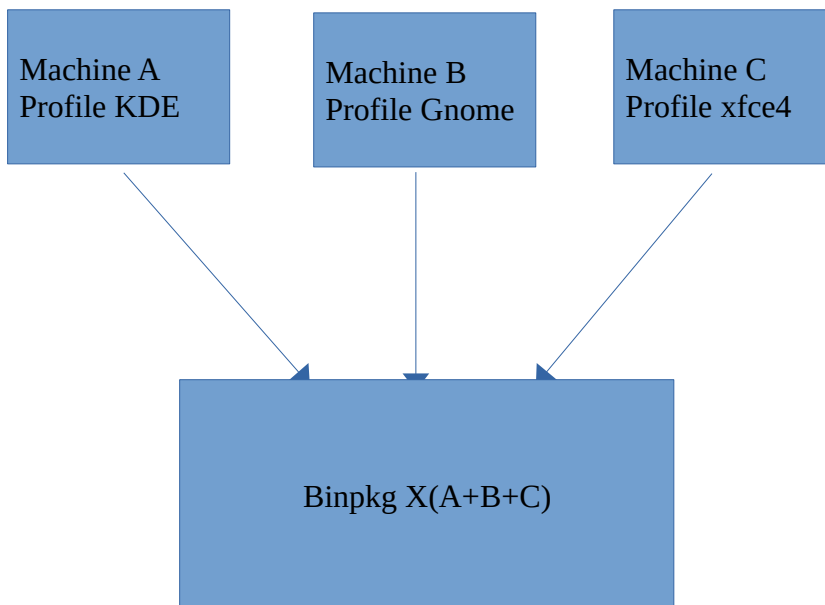 Machine A
Profile KDE
Machine B
Profile Gnome
Machine C
Profile xfce4
Binpkg X(A+B+C)